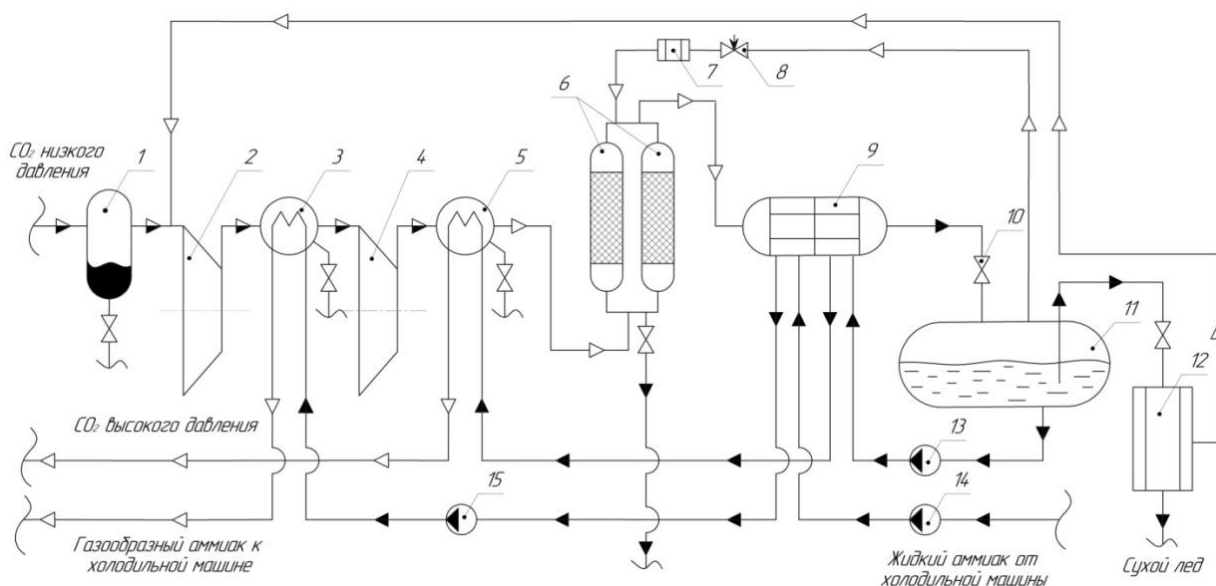 7
8
6
CO₂ низкого
давления
1
2
3
4
5
9
10
11
12
CO₂ высокого давления
13
15
14
Газообразный аммиак к
холодильной машине
Жидкий аммиак от
холодильной машины
Сухой лед